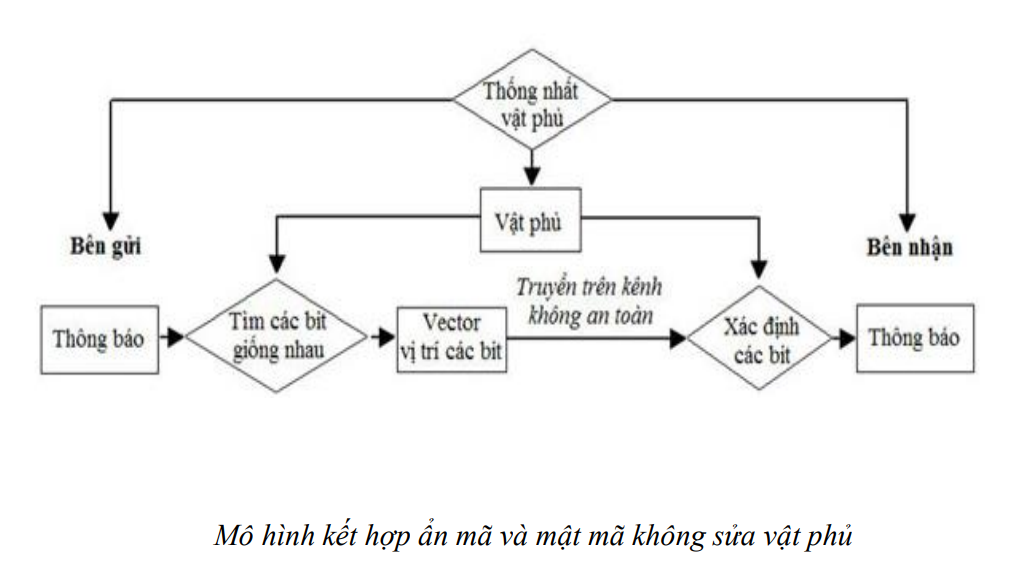 Thống nhất
vật phủ
Vật phủ
Bên gửi
Bên nhận
Truyền trên kênh
không an toàn
Thông báo
Tìm các bit
giống nhau
Vector
vị trí các bit
Xác định
các bit
Thông báo
Mô hình kết hợp ẩn mã và mật mã không sửa vật phủ